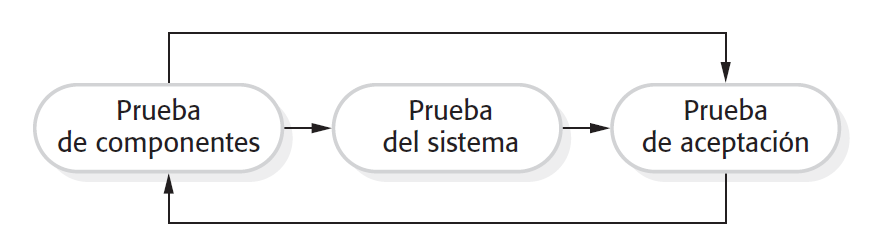 Prueba
de componentes
Prueba
del sistema
Prueba
de aceptación